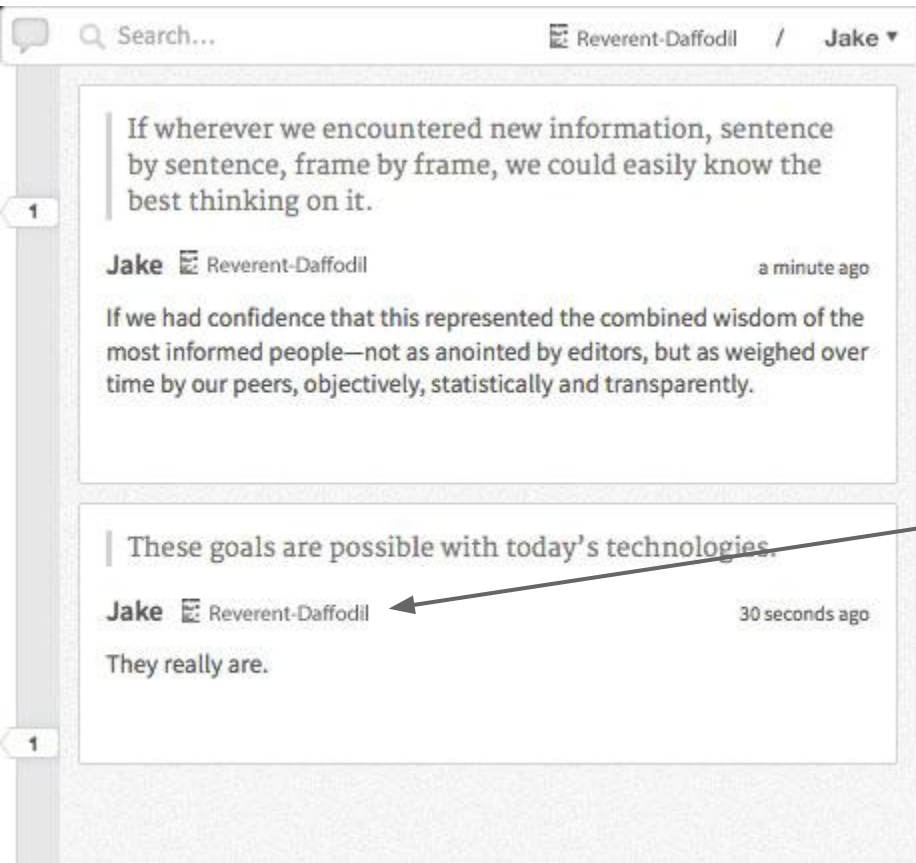 Search...
Reverent-Daffodil / Jake ▾
If wherever we encountered new information, sentence
by sentence, frame by frame, we could easily know the
best thinking on it.
1
Jake Reverent-Daffodil
a minute ago
If we had confidence that this represented the combined wisdom of the
most informed people—not as anointed by editors, but as weighed over
time by our peers, objectively, statistically and transparently.
These goals are possible with today’s technologies.
Jake Reverent-Daffodil
30 seconds ago
They really are.
1